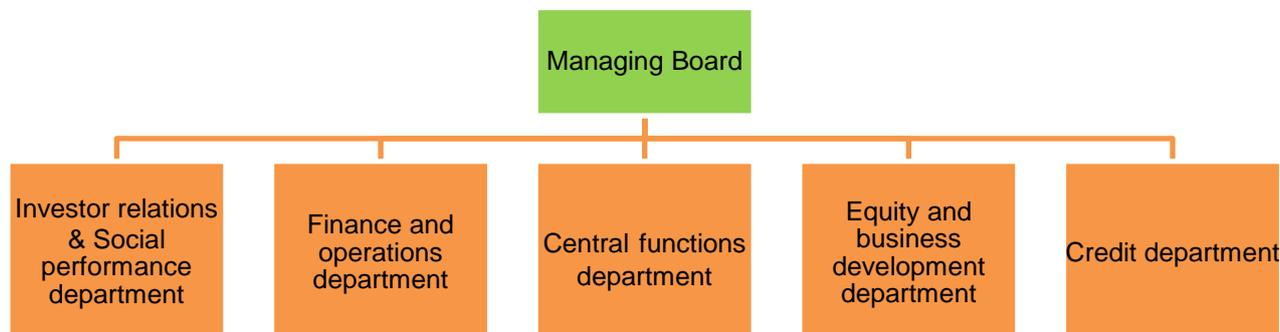 Managing Board
Investor relations
& Social
performance
department
Finance and
operations
department
Central functions
department
Equity and
business
development
department
Credit department